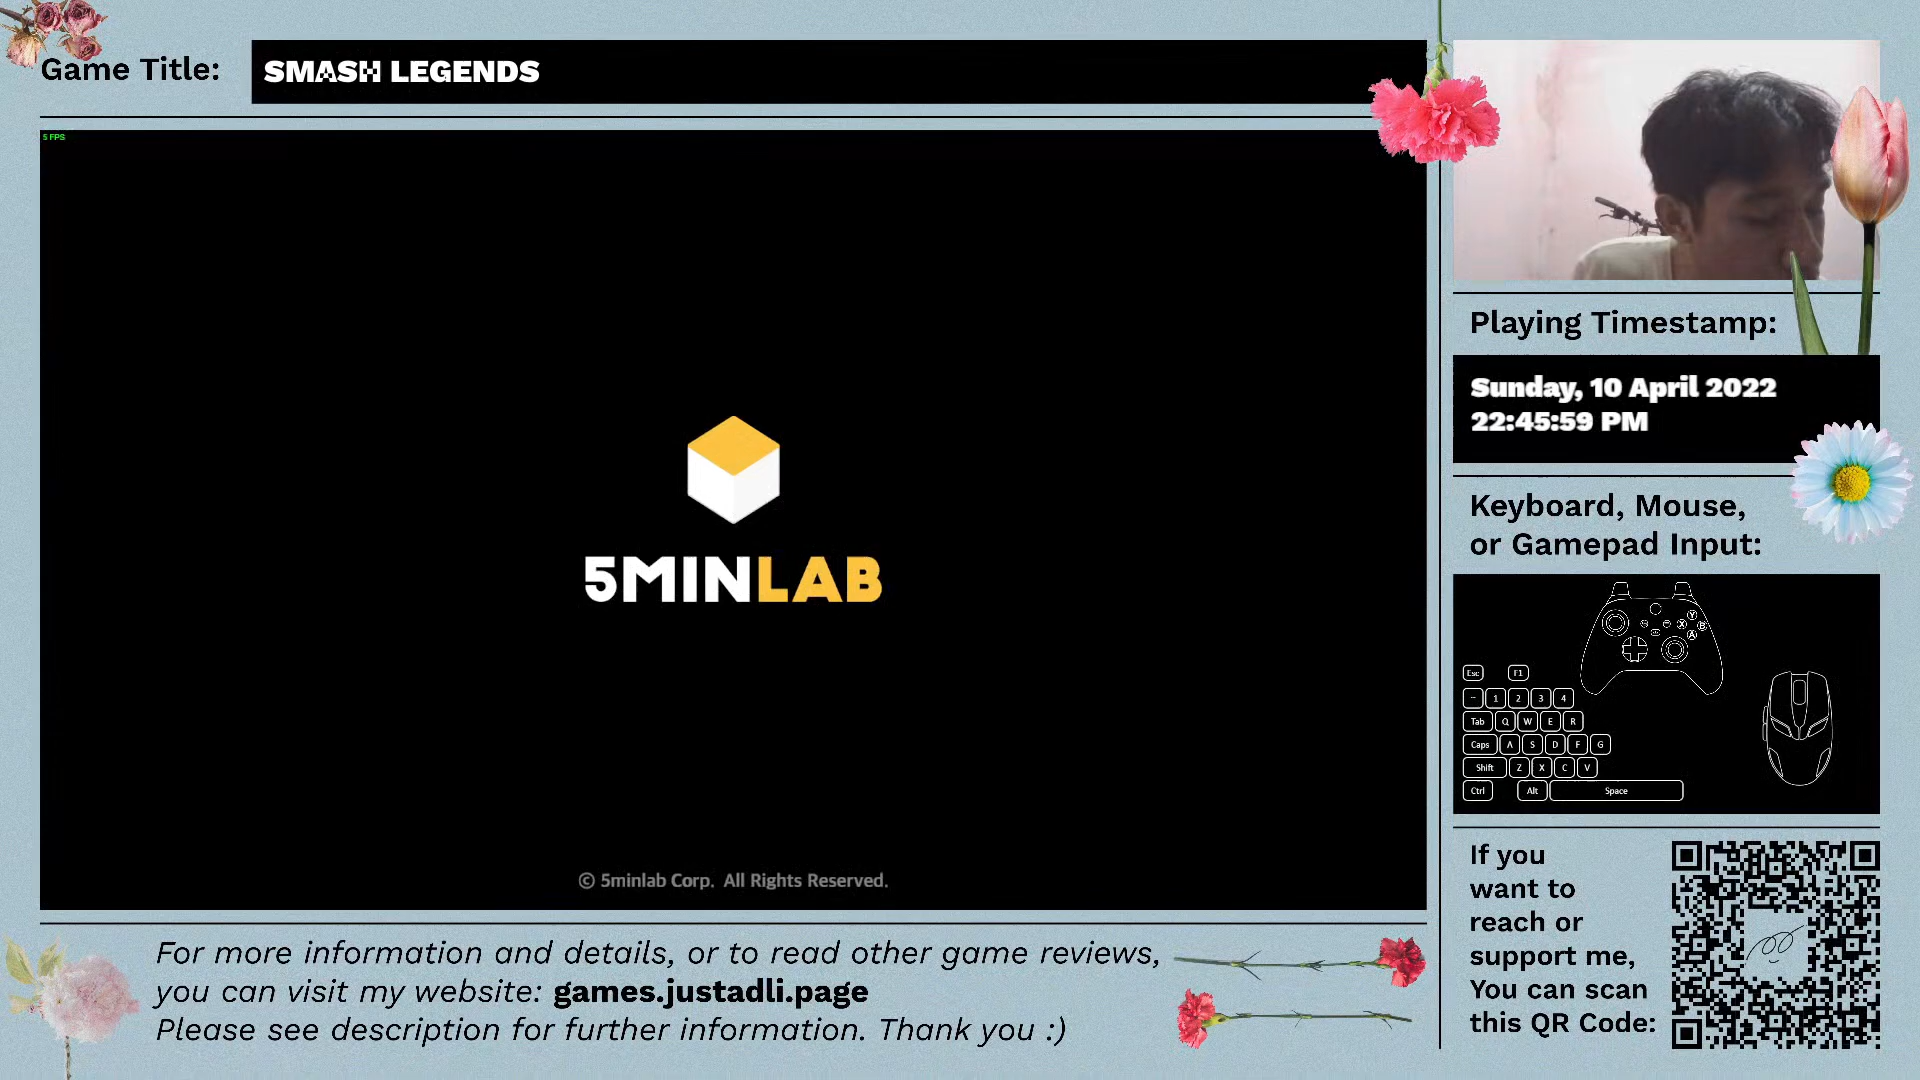 Game Title:
SMASH LEGENDS
5 FPS
5MINLAB
© 5minlab Corp. All Rights Reserved.
For more information and details, or to read other game reviews,
you can visit my website: games.justadli.page
Please see description for further information. Thank you :)
Playing Timestamp:
Sunday, 10 April 2022
22:45:59 PM
Keyboard, Mouse,
or Gamepad Input:
Y
X B
A
Esc F1
~ 1 2 3 4
Tab Q W E R
Caps A S D F G
Shift Z X C V
Ctrl Alt Space
If you
want to
reach or
support me,
You can scan
this QR Code: